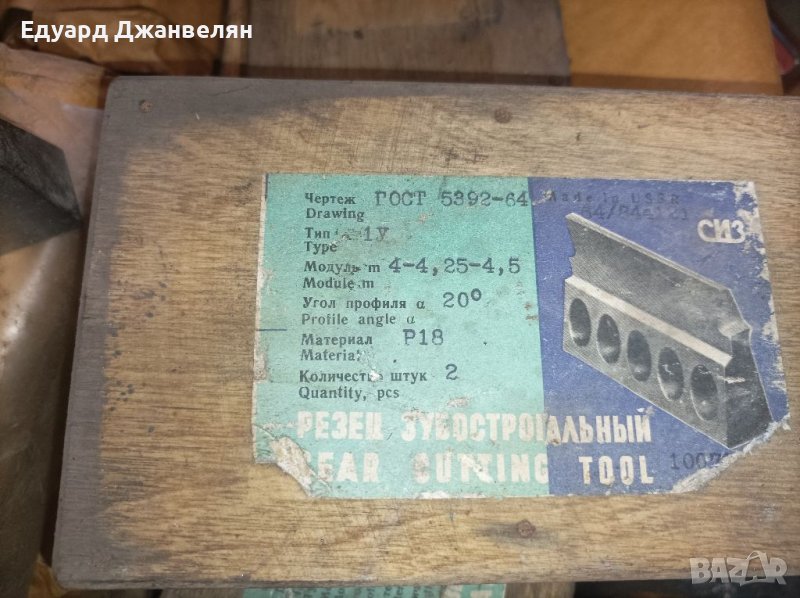 Едуард Джанвелян
Чертеж ГОСТ 5392-64
Drawing
Made in USSR
СИЗ
Тип 1У
Type
Модуль m 4-4,25-4,5
Module m
Угол профиля α 20°
Profile angle α
Материал Р18
Material
Количество штук 2
Quantity, pcs
РЕЗЕЦ ЗУБОСТРОГАЛЬНЫЙ
GEAR CUTTING TOOL
BAZAR